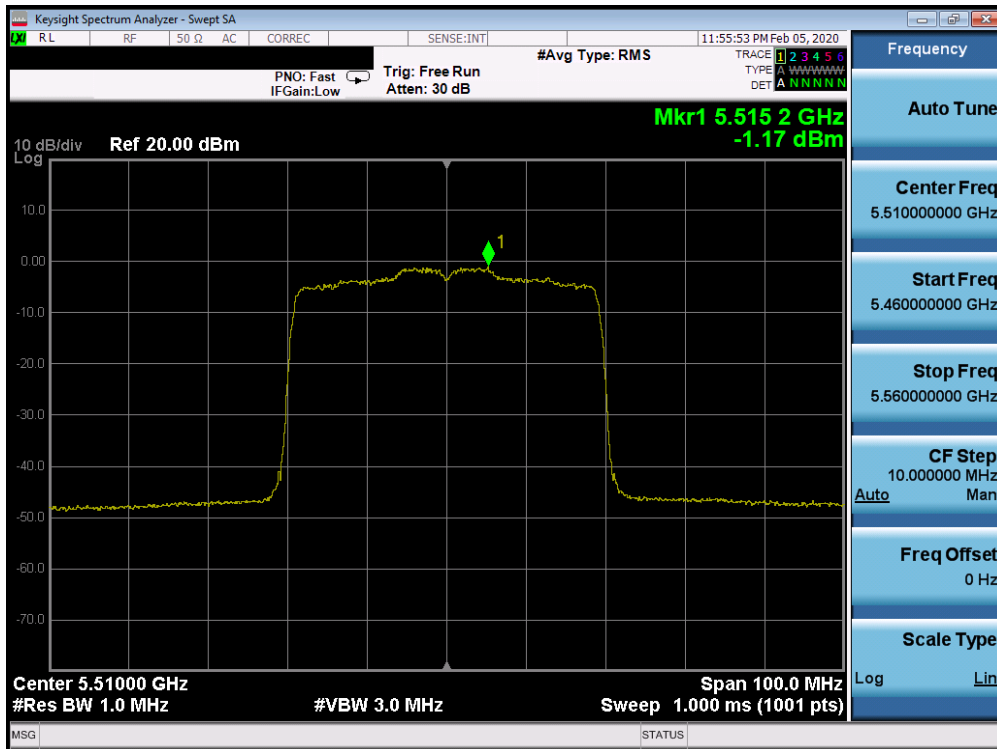 Keysight Spectrum Analyzer - Swept SA
LXI RL RF 50 Ω AC CORREC SENSE:INT 11:55:53 PM Feb 05, 2020
#Avg Type: RMS
TRACE 1 2 3 4 5 6
PNO: Fast Trig: Free Run
TYPE A WWWWW
IFGain:Low Atten: 30 dB
DET A N N N N N
Mkr1 5.515 2 GHz
-1.17 dBm
10 dB/div Ref 20.00 dBm
Log
10.0
0.00
-10.0
-20.0
-30.0
-40.0
-50.0
-60.0
-70.0
1
Center 5.51000 GHz Span 100.0 MHz
#Res BW 1.0 MHz #VBW 3.0 MHz Sweep 1.000 ms (1001 pts)
MSG STATUS
Frequency
Auto Tune
Center Freq
5.510000000 GHz
Start Freq
5.460000000 GHz
Stop Freq
5.560000000 GHz
CF Step
10.000000 MHz
Auto Man
Freq Offset
0 Hz
Scale Type
Log Lin